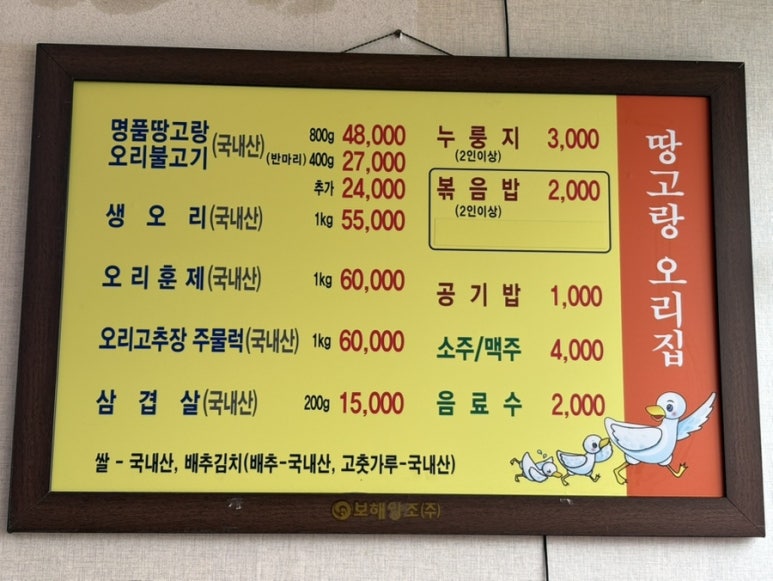 명품땅고랑 오리불고기 (국내산) 800g 48,000
(반마리) 400g 27,000
추가 24,000
생 오 리 (국내산) 1kg 55,000
오 리 훈 제 (국내산) 1kg 60,000
오리고추장 주물럭(국내산) 1kg 60,000
삼 겹 살 (국내산) 200g 15,000
누 룽 지 3,000
(2인이상)
볶 음 밥 2,000
(2인이상)
공 기 밥 1,000
소주/맥주 4,000
음 료 수 2,000
쌀 - 국내산, 배추김치(배추-국내산, 고춧가루-국내산)
땅고랑 오리집
보해양조(주)